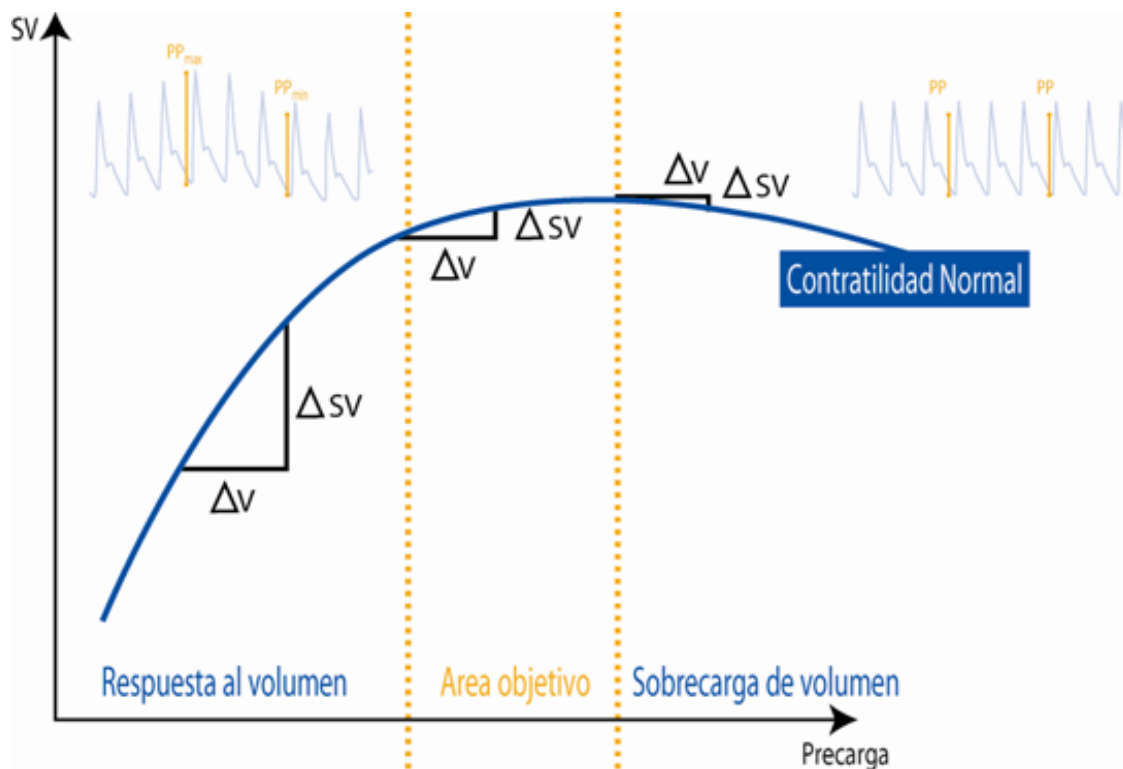 SV
PPmax
PPmin
PP
PP
ΔV
ΔSV
ΔSV
ΔV
Contratilidad Normal
ΔSV
ΔV
Respuesta al volumen
Area objetivo
Sobrecarga de volumen
Precarga